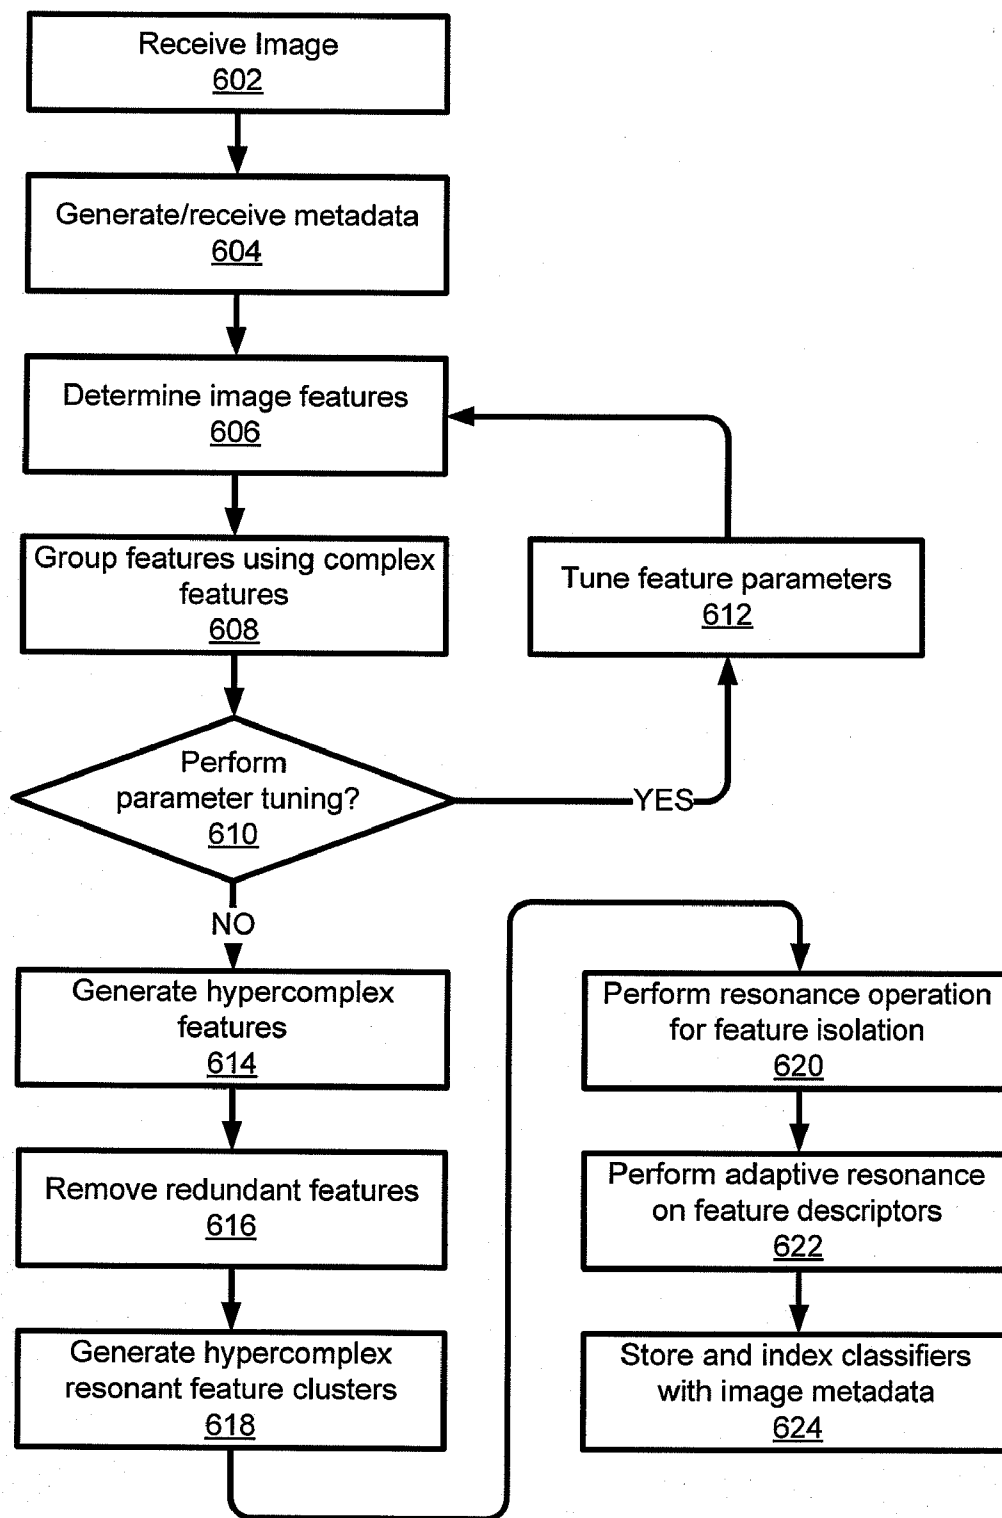 Receive Image
602
Generate/receive metadata
604
Determine image features
606
Group features using complex
features
608
Tune feature parameters
612
Perform
parameter tuning?
610
YES
NO
Generate hypercomplex
features
614
Remove redundant features
616
Generate hypercomplex
resonant feature clusters
618
Perform resonance operation
for feature isolation
620
Perform adaptive resonance
on feature descriptors
622
Store and index classifiers
with image metadata
624